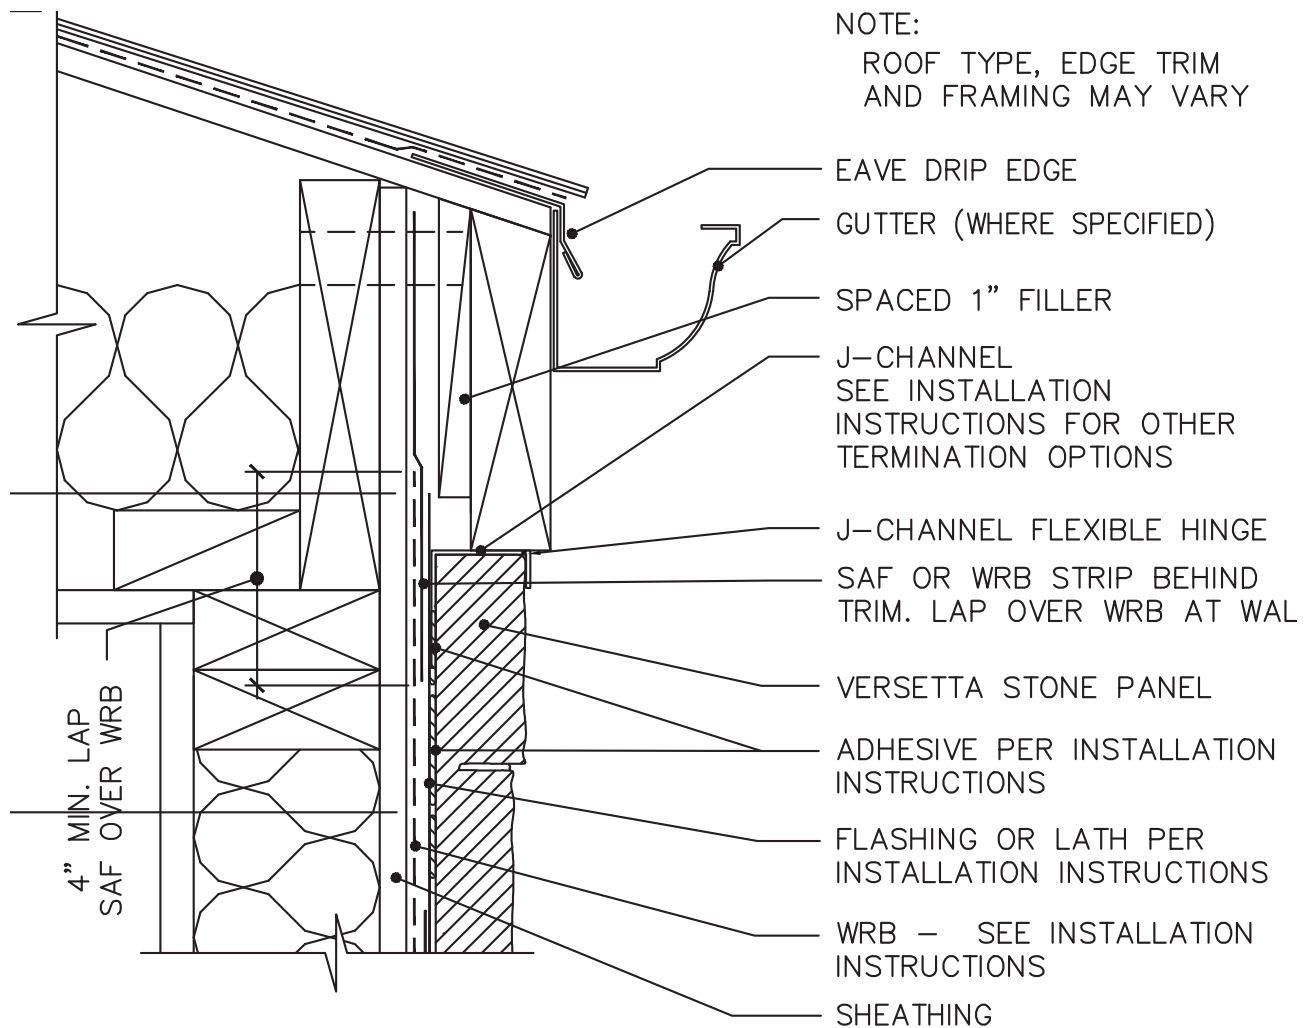 NOTE:
ROOF TYPE, EDGE TRIM
AND FRAMING MAY VARY
EAVE DRIP EDGE
GUTTER (WHERE SPECIFIED)
SPACED 1” FILLER
J–CHANNEL
SEE INSTALLATION
INSTRUCTIONS FOR OTHER
TERMINATION OPTIONS
J–CHANNEL FLEXIBLE HINGE
SAF OR WRB STRIP BEHIND
TRIM. LAP OVER WRB AT WAL
VERSETTA STONE PANEL
ADHESIVE PER INSTALLATION
INSTRUCTIONS
FLASHING OR LATH PER
INSTALLATION INSTRUCTIONS
WRB – SEE INSTALLATION
INSTRUCTIONS
SHEATHING
4” MIN. LAP
SAF OVER WRB